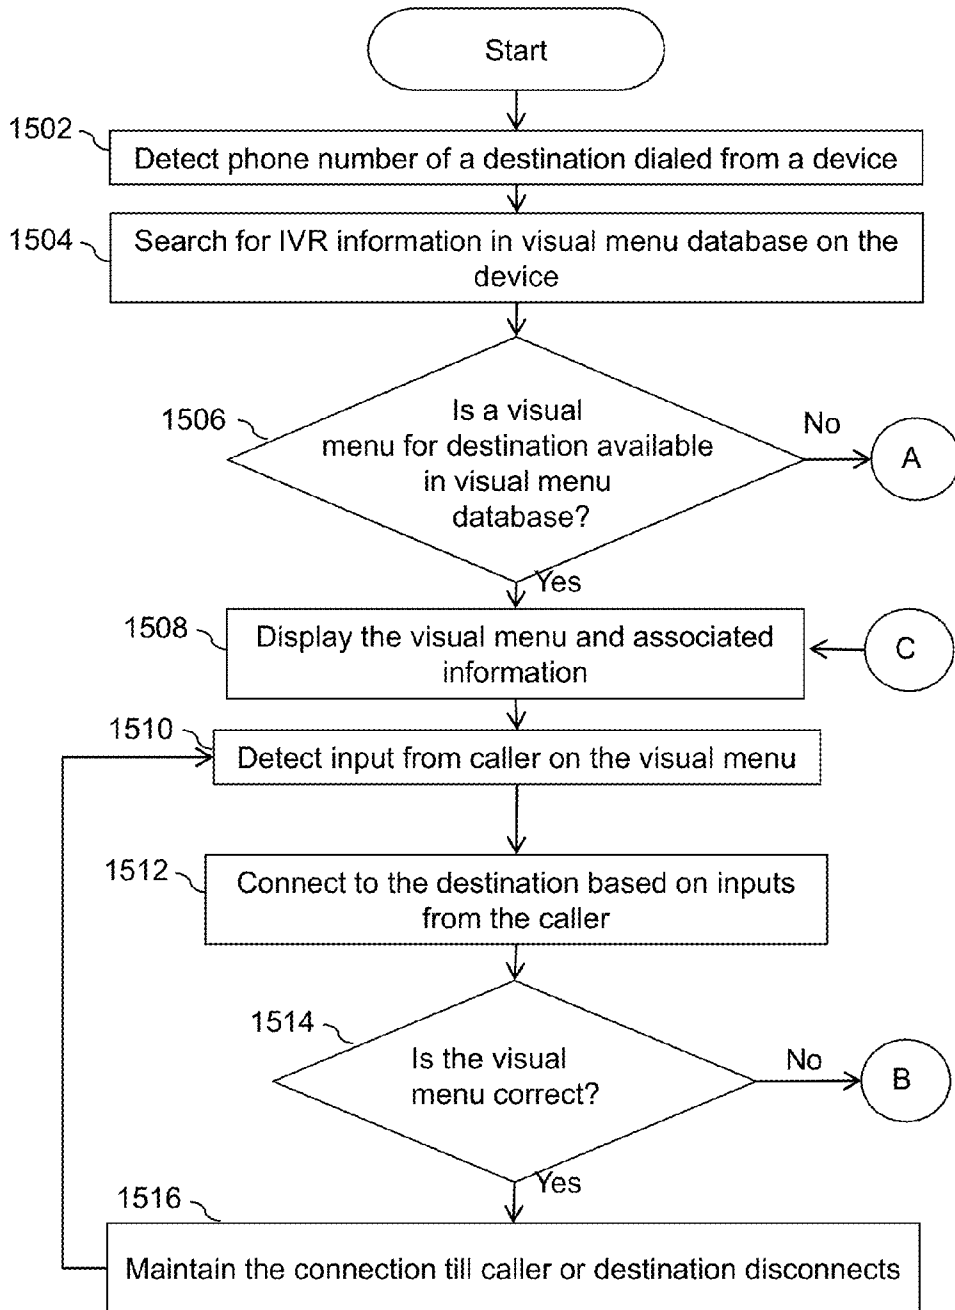 Start
1502
Detect phone number of a destination dialed from a device
1504
Search for IVR information in visual menu database on the
device
1506
Is a visual
menu for destination available
in visual menu
database?
No
A
Yes
1508
Display the visual menu and associated
information
C
1510
Detect input from caller on the visual menu
1512
Connect to the destination based on inputs
from the caller
1514
Is the visual
menu correct?
No
B
Yes
1516
Maintain the connection till caller or destination disconnects